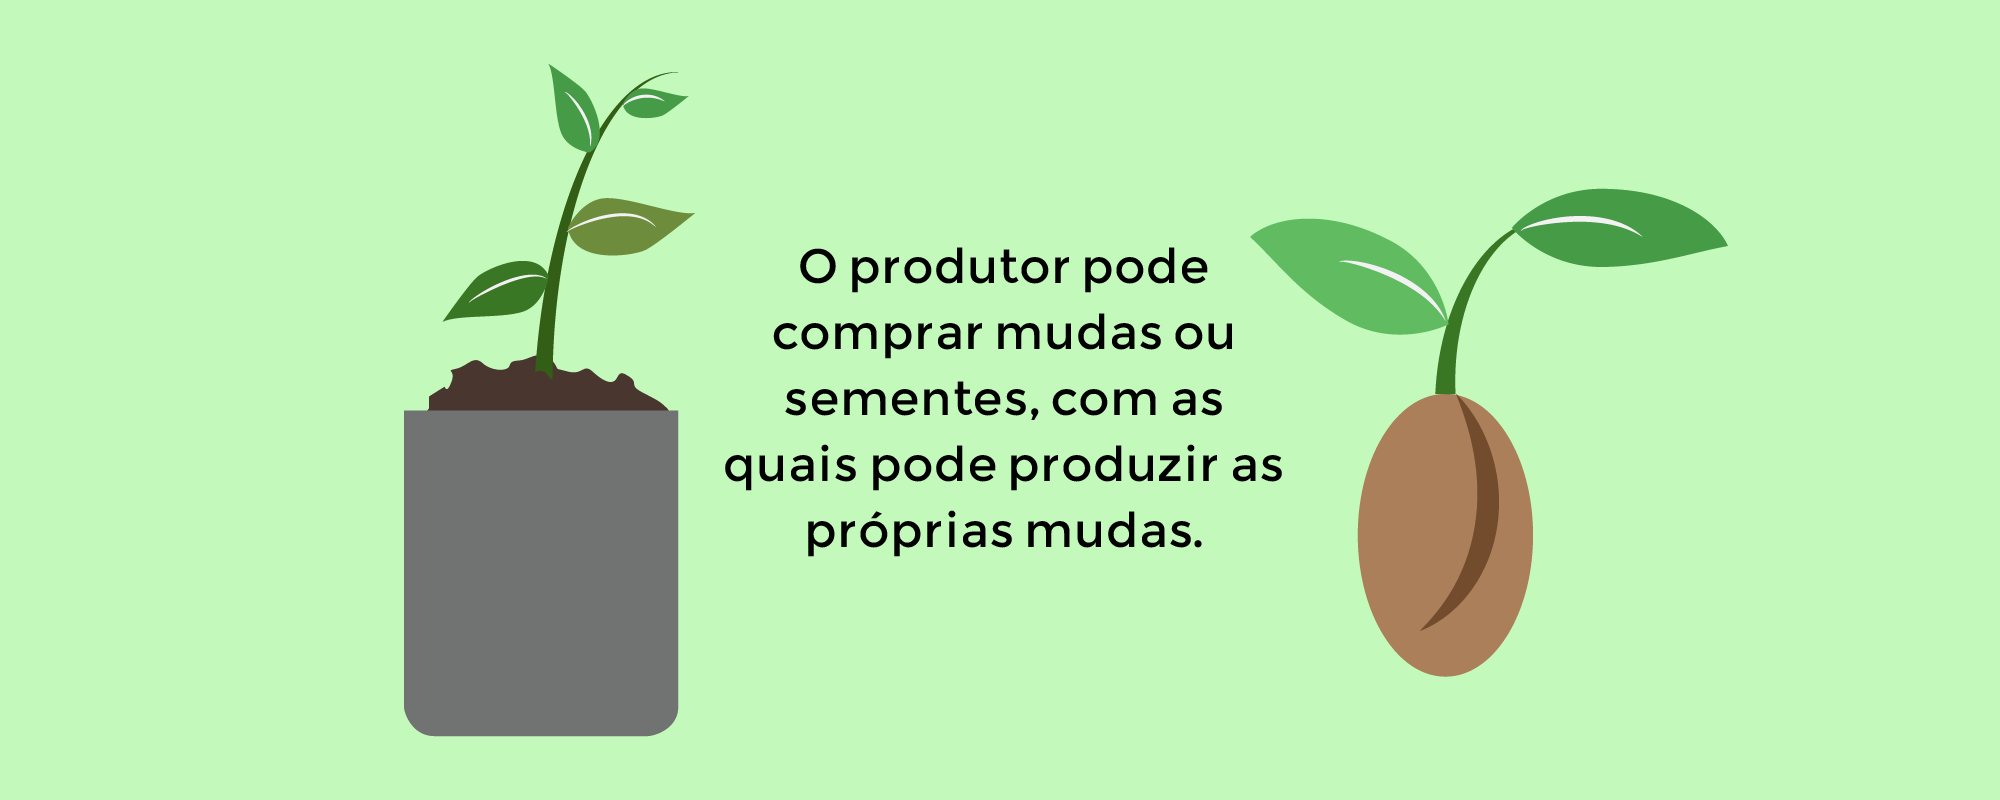 O produtor pode
comprar mudas ou
sementes, com as
quais pode produzir as
próprias mudas.